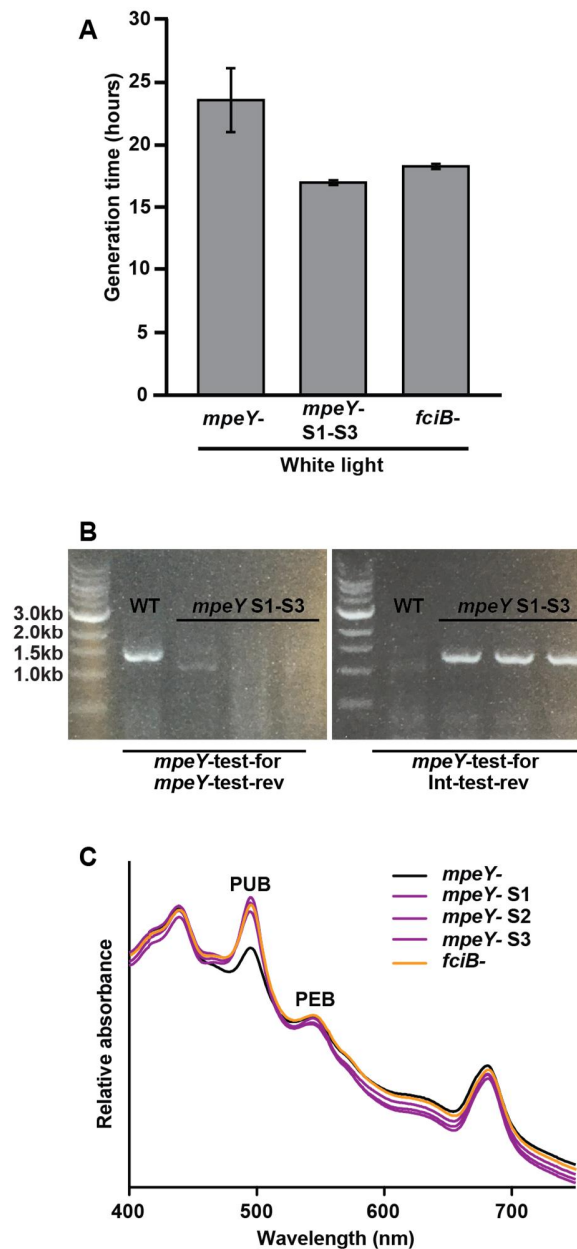 A
Generation time (hours)
30
25
20
15
10
5
0
mpeY-
mpeY-
S1-S3
fciB-
White light
B
WT
mpeY S1-S3
WT
mpeY S1-S3
3.0kb
2.0kb
1.5kb
1.0kb
mpeY-test-for
mpeY-test-rev
mpeY-test-for
Int-test-rev
C
Relative absorbance
PUB
PEB
mpeY-
mpeY- S1
mpeY- S2
mpeY- S3
fciB-
400
500
600
700
Wavelength (nm)